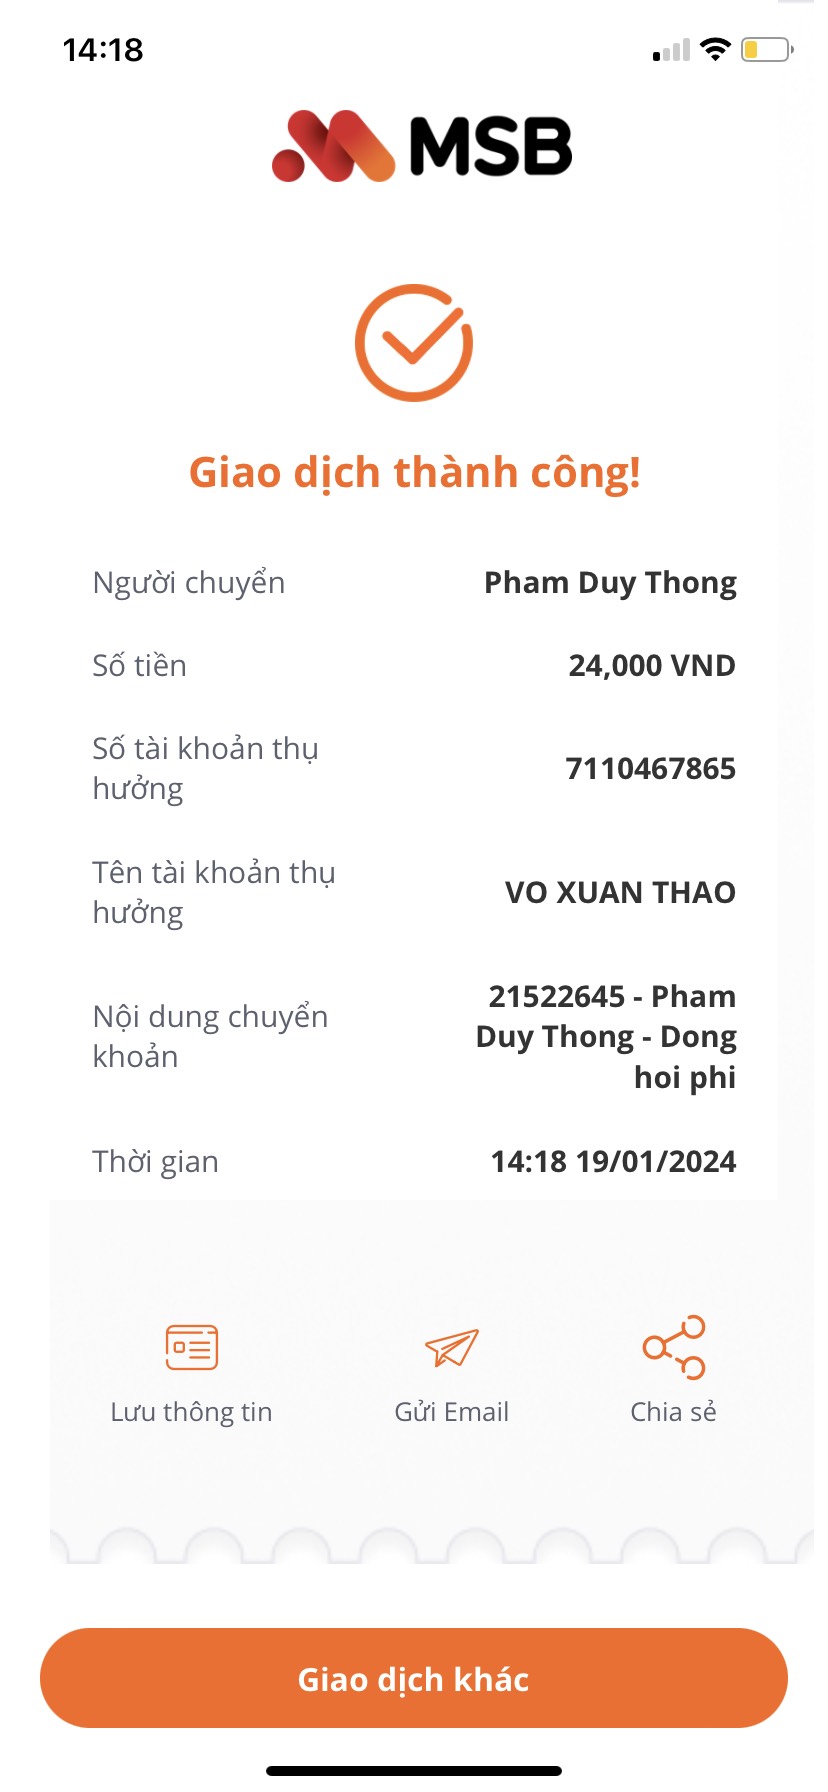 14:18
MSB
Giao dịch thành công!
Người chuyển
Pham Duy Thong
Số tiền
24,000 VND
Số tài khoản thụ
hưởng
7110467865
Tên tài khoản thụ
hưởng
VO XUAN THAO
Nội dung chuyển
khoản
21522645 - Pham
Duy Thong - Dong
hoi phi
Thời gian
14:18 19/01/2024
Lưu thông tin
Gửi Email
Chia sẻ
Giao dịch khác